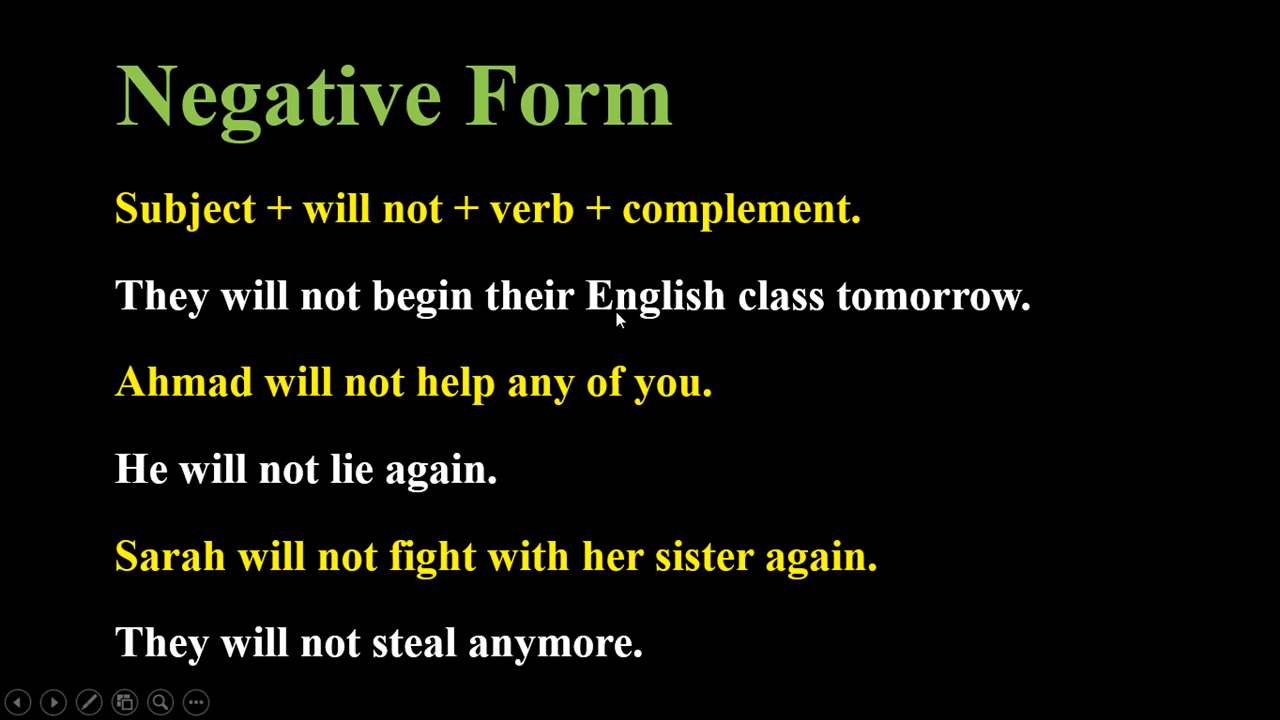 Negative Form
Subject + will not + verb + complement.
They will not begin their English class tomorrow.
Ahmad will not help any of you.
He will not lie again.
Sarah will not fight with her sister again.
They will not steal anymore.